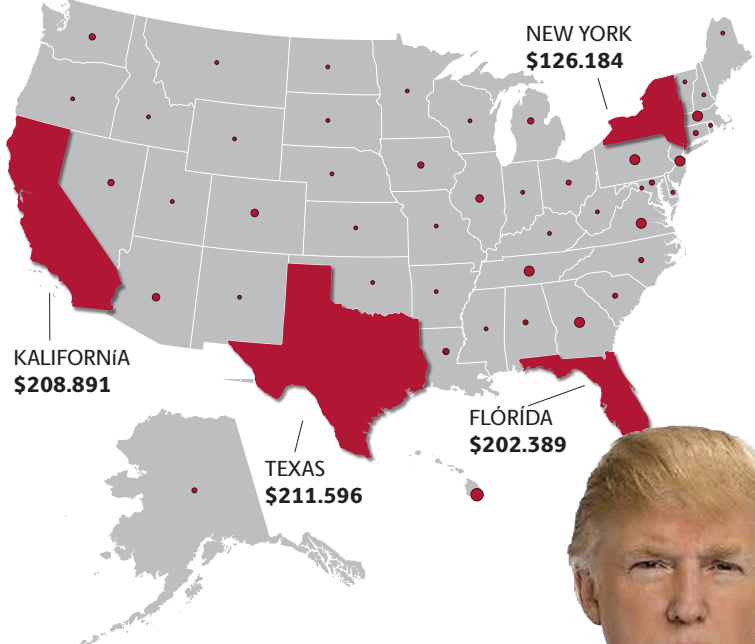 NEW YORK
$126.184
KALIFORNíA
$208.891
FLÓRÍDA
$202.389
TEXAS
$211.596